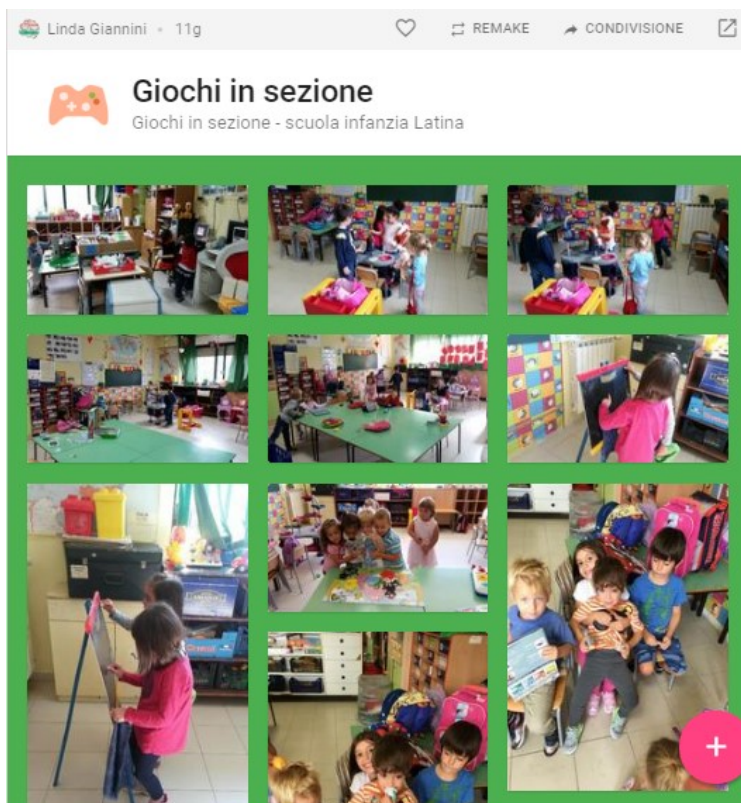 Linda Giannini • 11g
REMAKE
CONDIVISIONE
Giochi in sezione
Giochi in sezione - scuola infanzia Latina
+